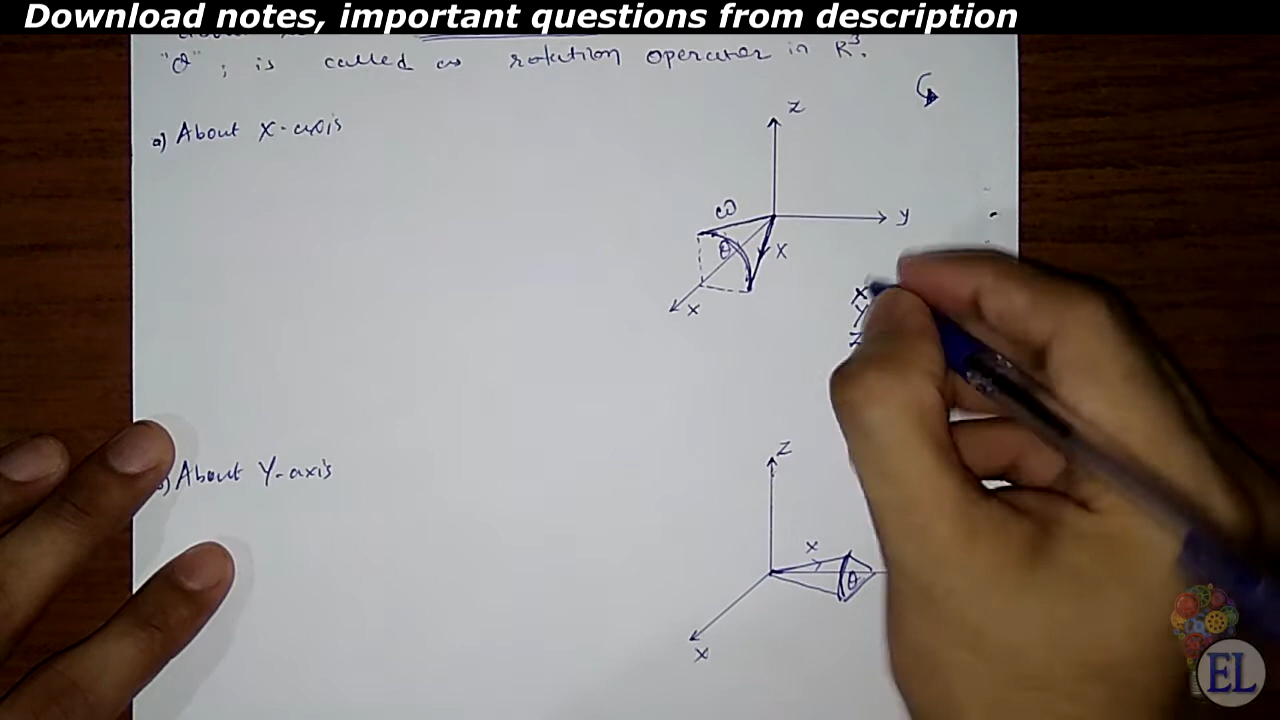 Download notes, important questions from description
"θ", is called as rotation operator in R³.
a) About X-axis
Z
ω
y
θ
X
X
X
Y
Z
) About Y-axis
Z
X
θ
X
EL